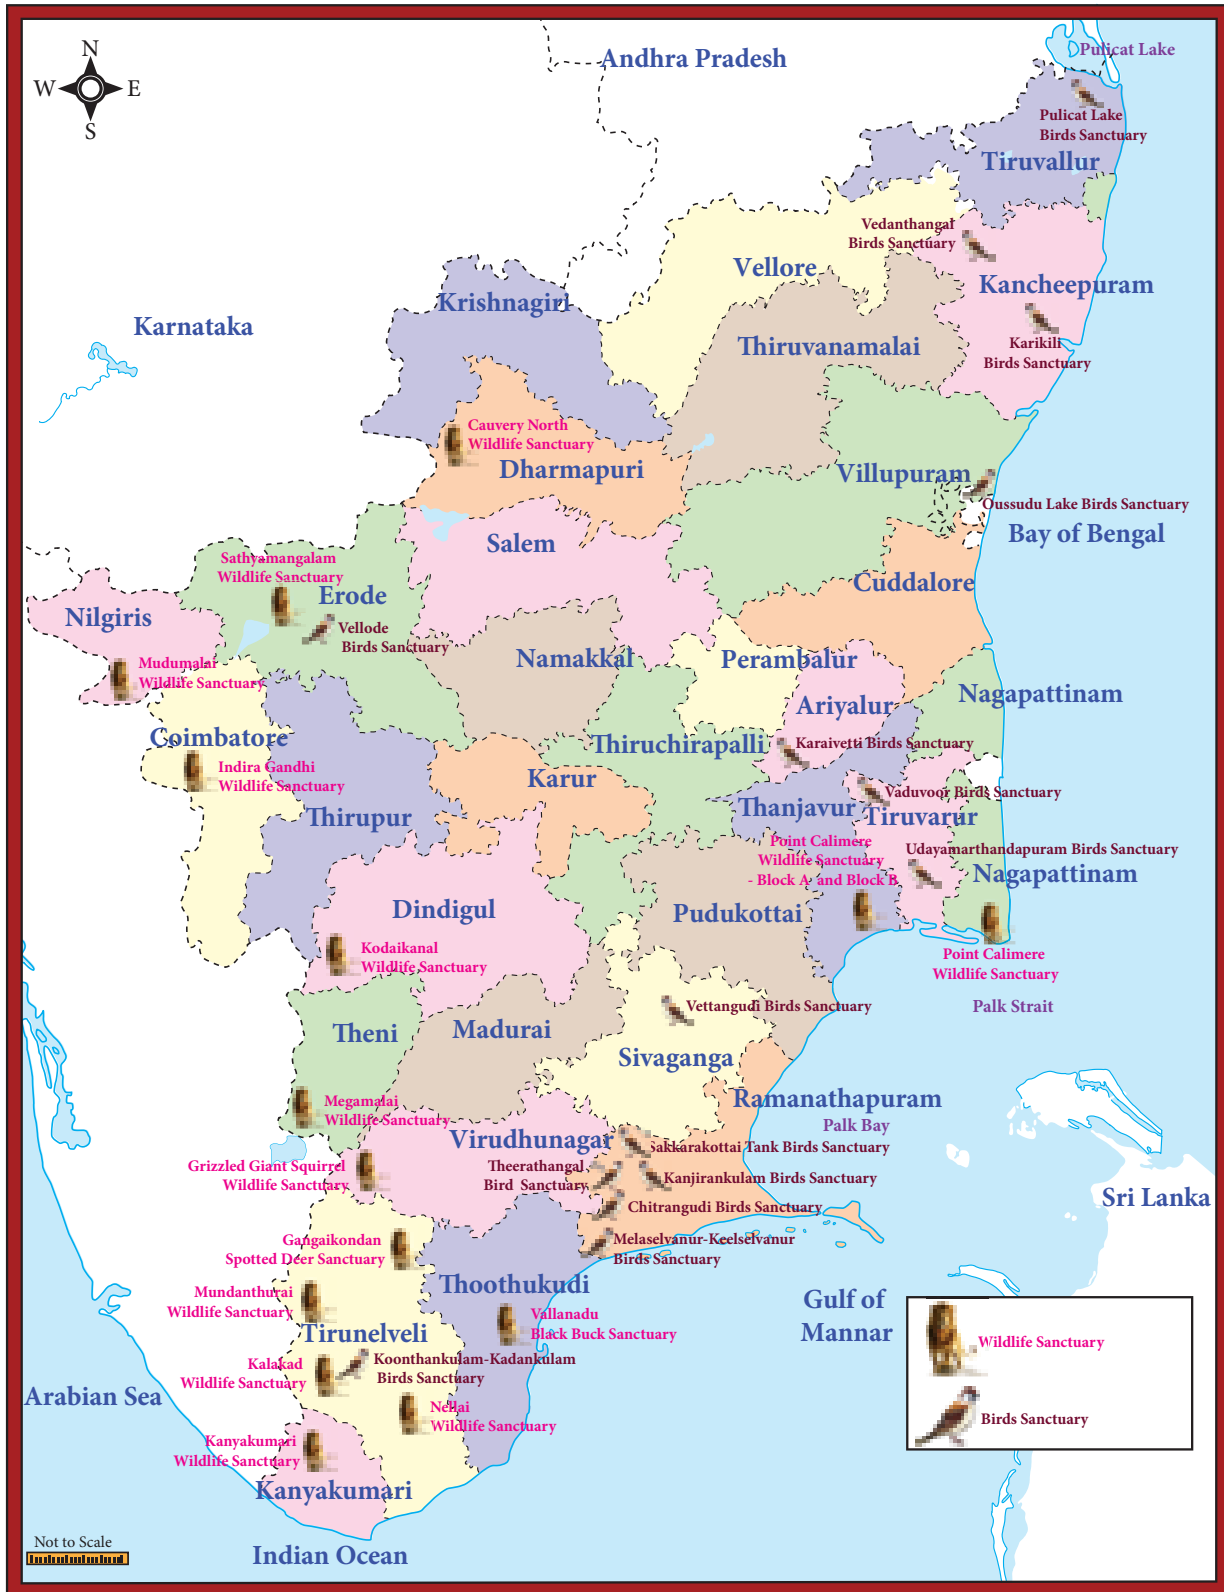 Andhra Pradesh
Pulicat Lake
N
W
E
S
Pulicat Lake
Birds Sanctuary
Tiruvallur
Vedanthangal
Birds Sanctuary
Vellore
Kancheepuram
Krishnagiri
Karnataka
Thiruvanamalai
Karikili
Birds Sanctuary
Cauvery North
Wildlife Sanctuary
Dharmapuri
Villupuram
Oussudu Lake Birds Sanctuary
Bay of Bengal
Salem
Sathyamangalam
Wildlife Sanctuary
Erode
Cuddalore
Nilgiris
Vellode
Birds Sanctuary
Mudumalai
Wildlife Sanctuary
Namakkal
Perambalur
Ariyalur
Nagapattinam
Coimbatore
Thiruchirapalli
Karaivetti Birds Sanctuary
Indira Gandhi
Wildlife Sanctuary
Karur
Vaduvoor Birds Sanctuary
Thirupur
Thanjavur
Tiruvarur
Point Calimere
Wildlife Sanctuary
- Block A and Block B
Udayamarthandapuram Birds Sanctuary
Nagapattinam
Dindigul
Pudukottai
Kodaikanal
Wildlife Sanctuary
Point Calimere
Wildlife Sanctuary
Palk Strait
Vettangudi Birds Sanctuary
Theni
Madurai
Sivaganga
Megamalai
Wildlife Sanctuary
Ramanathapuram
Palk Bay
Virudhunagar
Sakkarakottai Tank Birds Sanctuary
Grizzled Giant Squirrel
Wildlife Sanctuary
Theerathangal
Bird Sanctuary
Kanjirankulam Birds Sanctuary
Sri Lanka
Chitrangudi Birds Sanctuary
Gangaikondan
Spotted Deer Sanctuary
Melaselvanur-Keelselvanur
Birds Sanctuary
Thoothukudi
Mundanthurai
Wildlife Sanctuary
Gulf of
Mannar
Vallanadu
Black Buck Sanctuary
Tirunelveli
Wildlife Sanctuary
Koonthankulam-Kadankulam
Birds Sanctuary
Kalakad
Wildlife Sanctuary
Arabian Sea
Nellai
Wildlife Sanctuary
Birds Sanctuary
Kanyakumari
Wildlife Sanctuary
Kanyakumari
Not to Scale
Indian Ocean